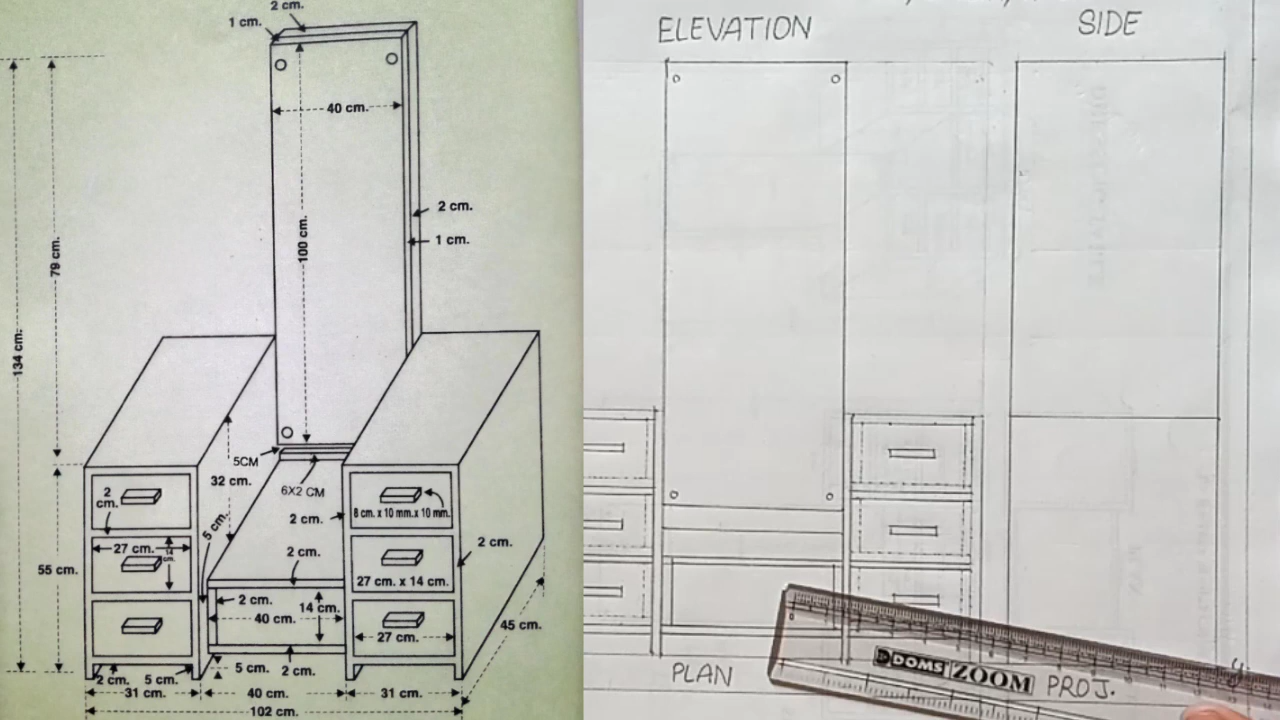 2 cm.
1 cm.
40 cm.
2 cm.
1 cm.
100 cm.
79 cm.
134 cm.
5CM
32 cm.
6X2 CM
2 cm.
8 cm. x 10 mm. x 10 mm.
2
cm.
5 cm.
27 cm.
14
cm.
2 cm.
2 cm.
55 cm.
27 cm. x 14 cm.
2 cm.
14 cm.
40 cm.
27 cm.
45 cm.
2 cm.
5 cm.
5 cm.
2 cm.
31 cm.
40 cm.
31 cm.
102 cm.
ELEVATION
SIDE
PLAN
DOMS ZOOM
PROJ.